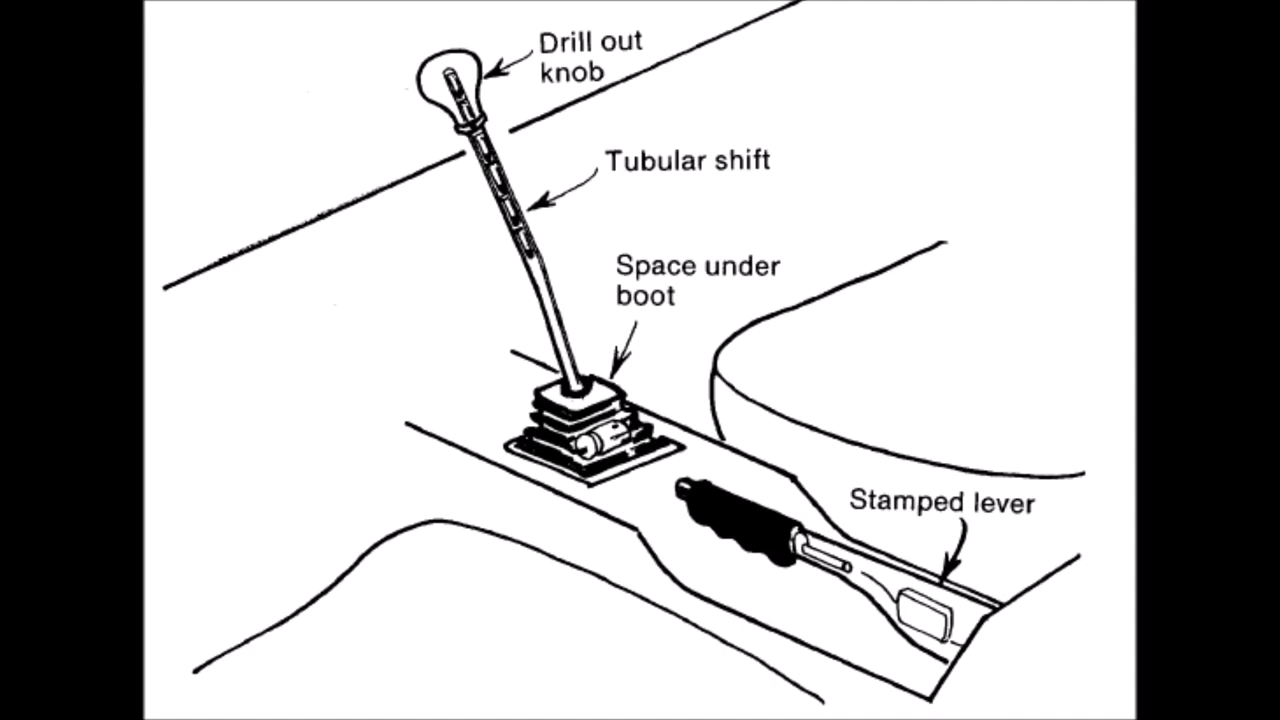 Drill out
knob
Tubular shift
Space under
boot
Stamped lever